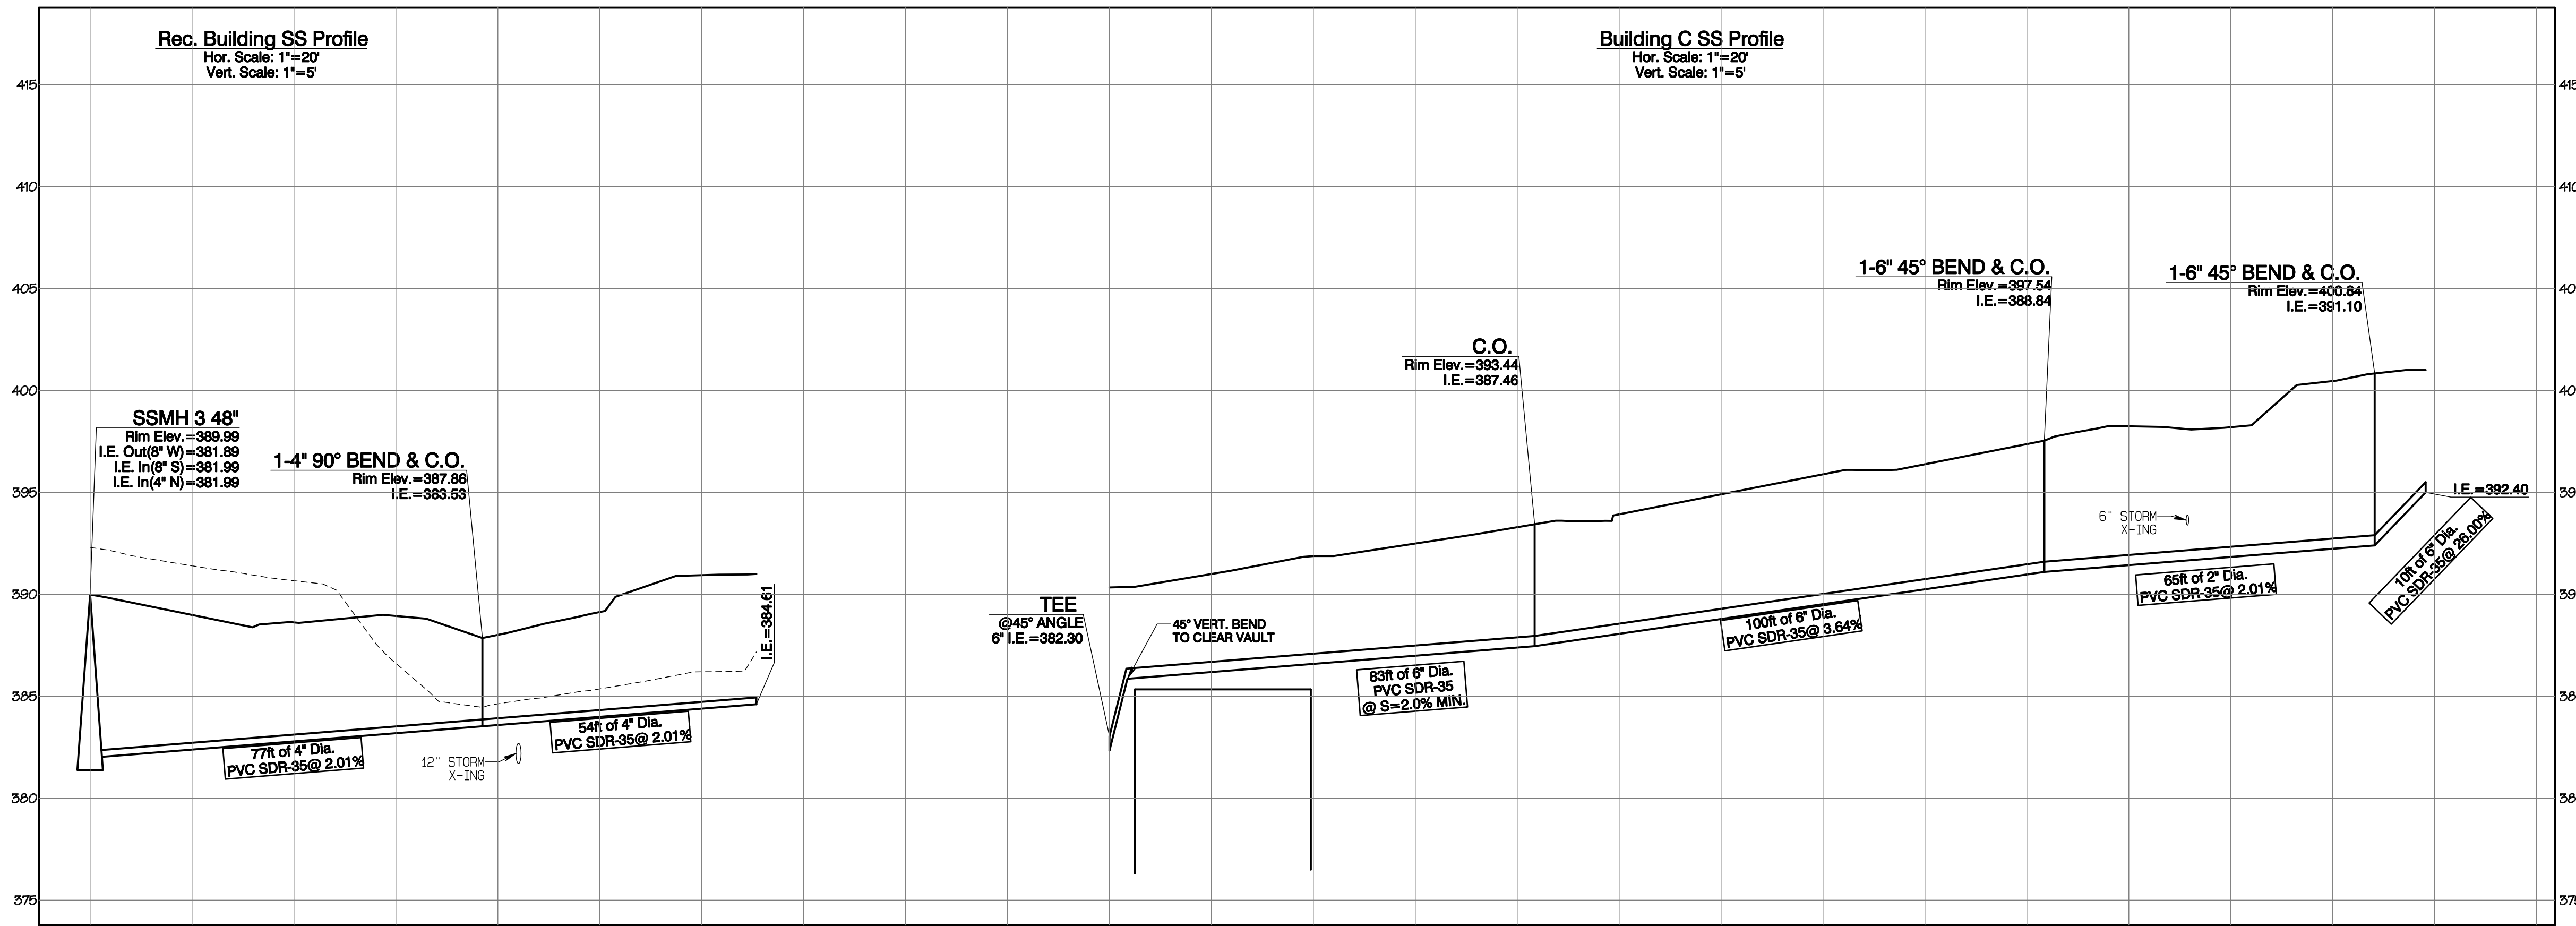 Rec. Building SS Profile
Hor. Scale: 1"=20'
Vert. Scale: 1"=5'
Building C SS Profile
Hor. Scale: 1"=20'
Vert. Scale: 1"=5'
415
410
405
400
395
390
385
380
375
SSMH 3 48"
Rim Elev.=389.99
I.E. Out(8" W)=381.89
I.E. In(8" S)=381.99
I.E. In(4" N)=381.99
1-4" 90° BEND & C.O.
Rim Elev.=387.86
I.E.=383.53
77ft of 4" Dia.
PVC SDR-35@ 2.01%
12" STORM
X-ING
54ft of 4" Dia.
PVC SDR-35@ 2.01%
I.E.=384.61
TEE
@45° ANGLE
6" I.E.=382.30
45° VERT. BEND
TO CLEAR VAULT
83ft of 6" Dia.
PVC SDR-35
@ S=2.0% MIN.
C.O.
Rim Elev.=393.44
I.E.=387.46
100ft of 6" Dia.
PVC SDR-35@ 3.64%
1-6" 45° BEND & C.O.
Rim Elev.=397.54
I.E.=388.84
6" STORM
X-ING
65ft of 2" Dia.
PVC SDR-35@ 2.01%
1-6" 45° BEND & C.O.
Rim Elev.=400.84
I.E.=391.10
I.E.=392.40
10ft of 6" Dia.
PVC SDR-35@ 26.00%
415
410
40
40
39
39
38
38
37